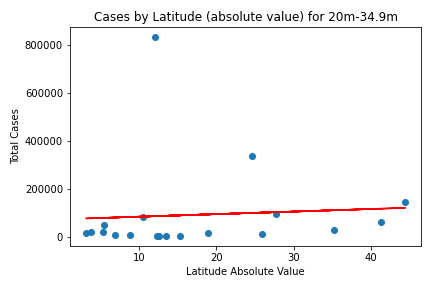 Cases by Latitude (absolute value) for 20m-34.9m
800000
600000
400000
200000
0
Total Cases
10 20 30 40
Latitude Absolute Value